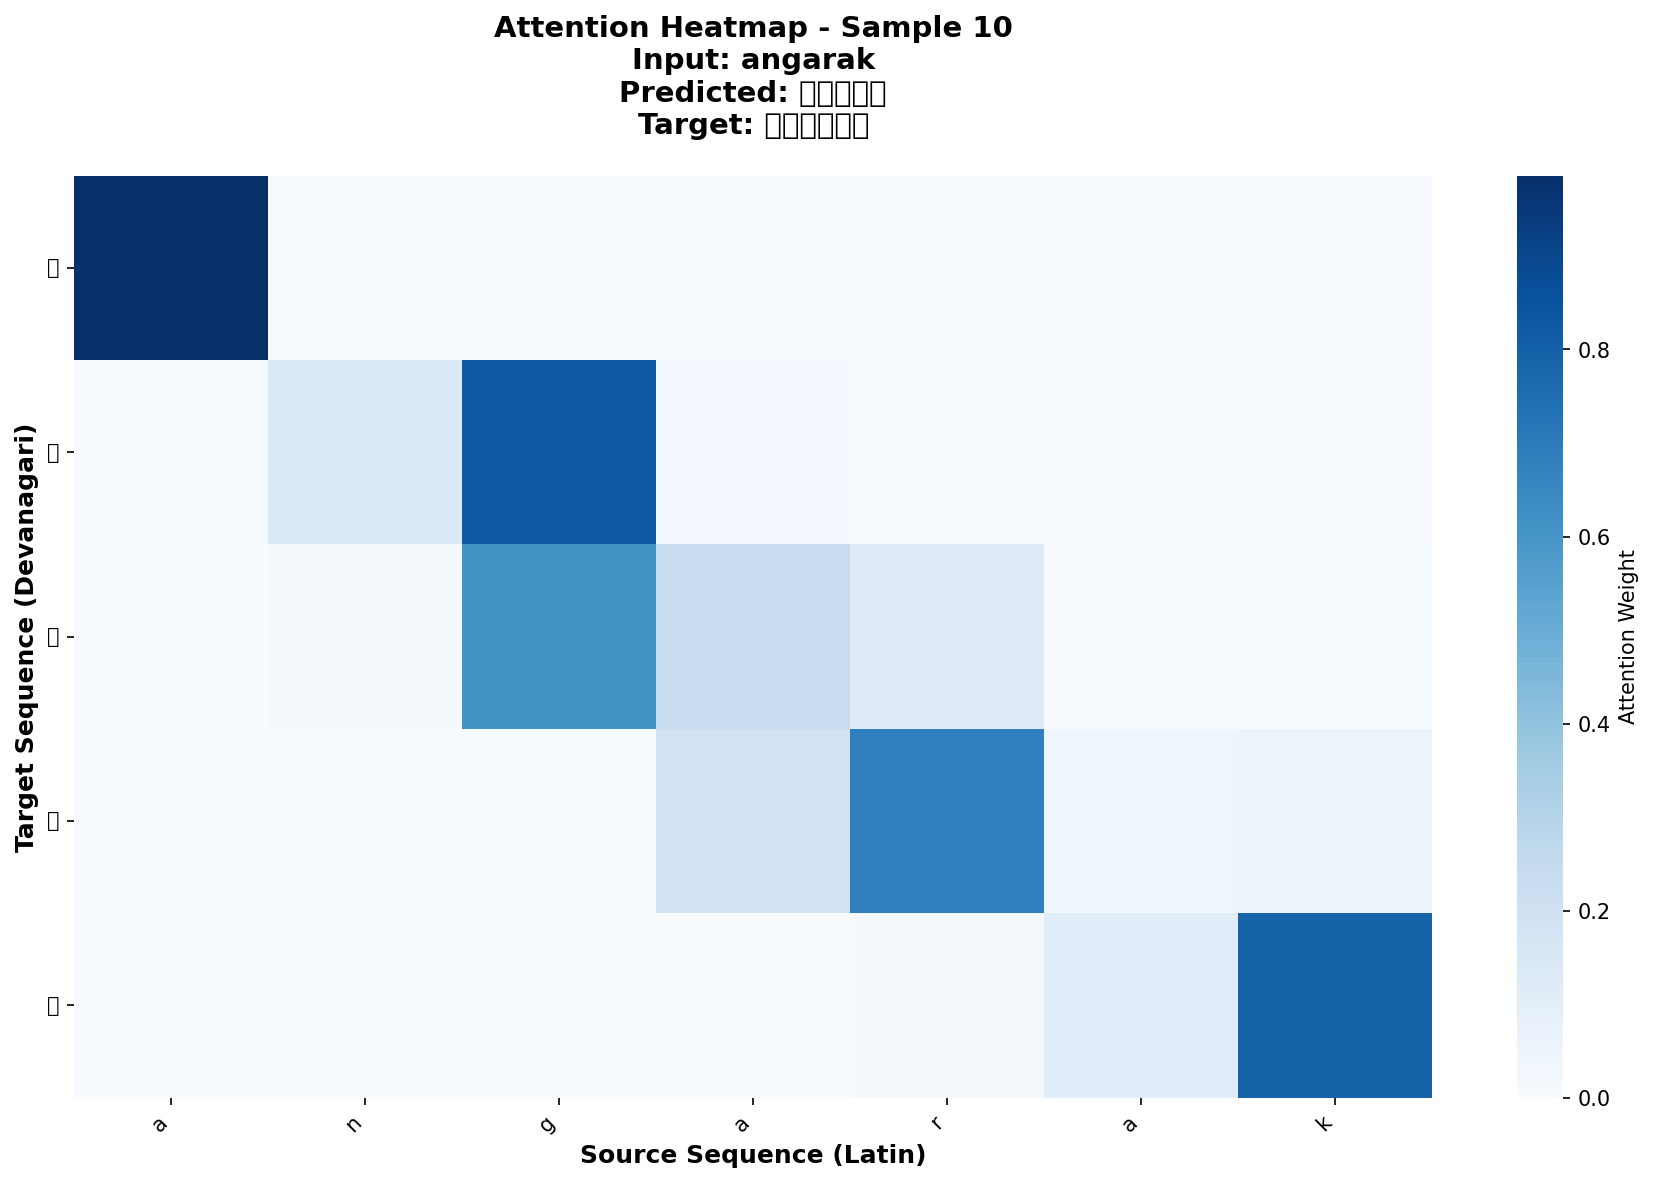 Attention Heatmap - Sample 10
Input: angarak
Predicted:
Target:
Target Sequence (Devanagari)
a
n
g
a
r
a
k
Source Sequence (Latin)
0.8
0.6
0.4
0.2
0.0
Attention Weight